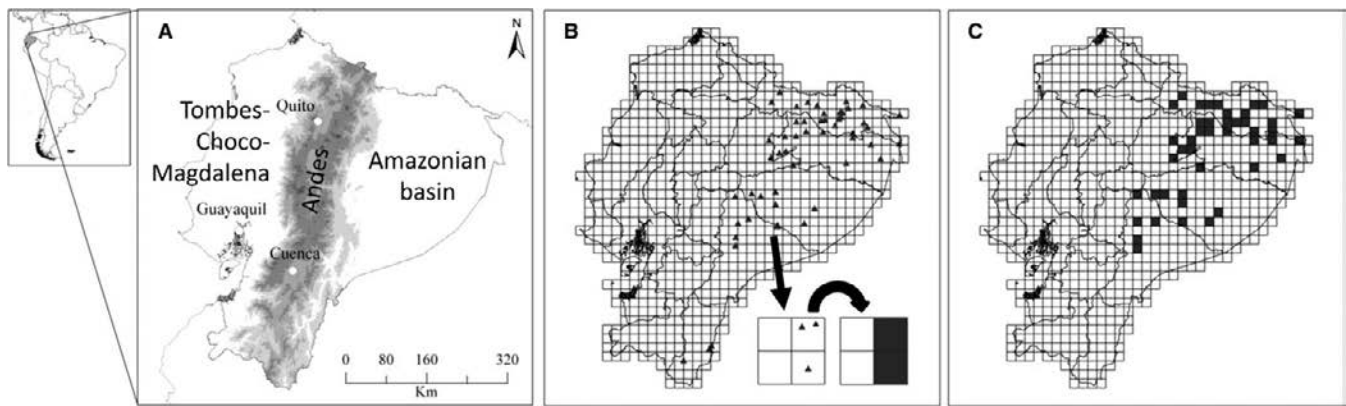 A
N
Tombes-
Choco-
Magdalena
Quito
Andes
Amazonian
basin
Guayaquil
Cuenca
0 80 160 320
Km
B
C